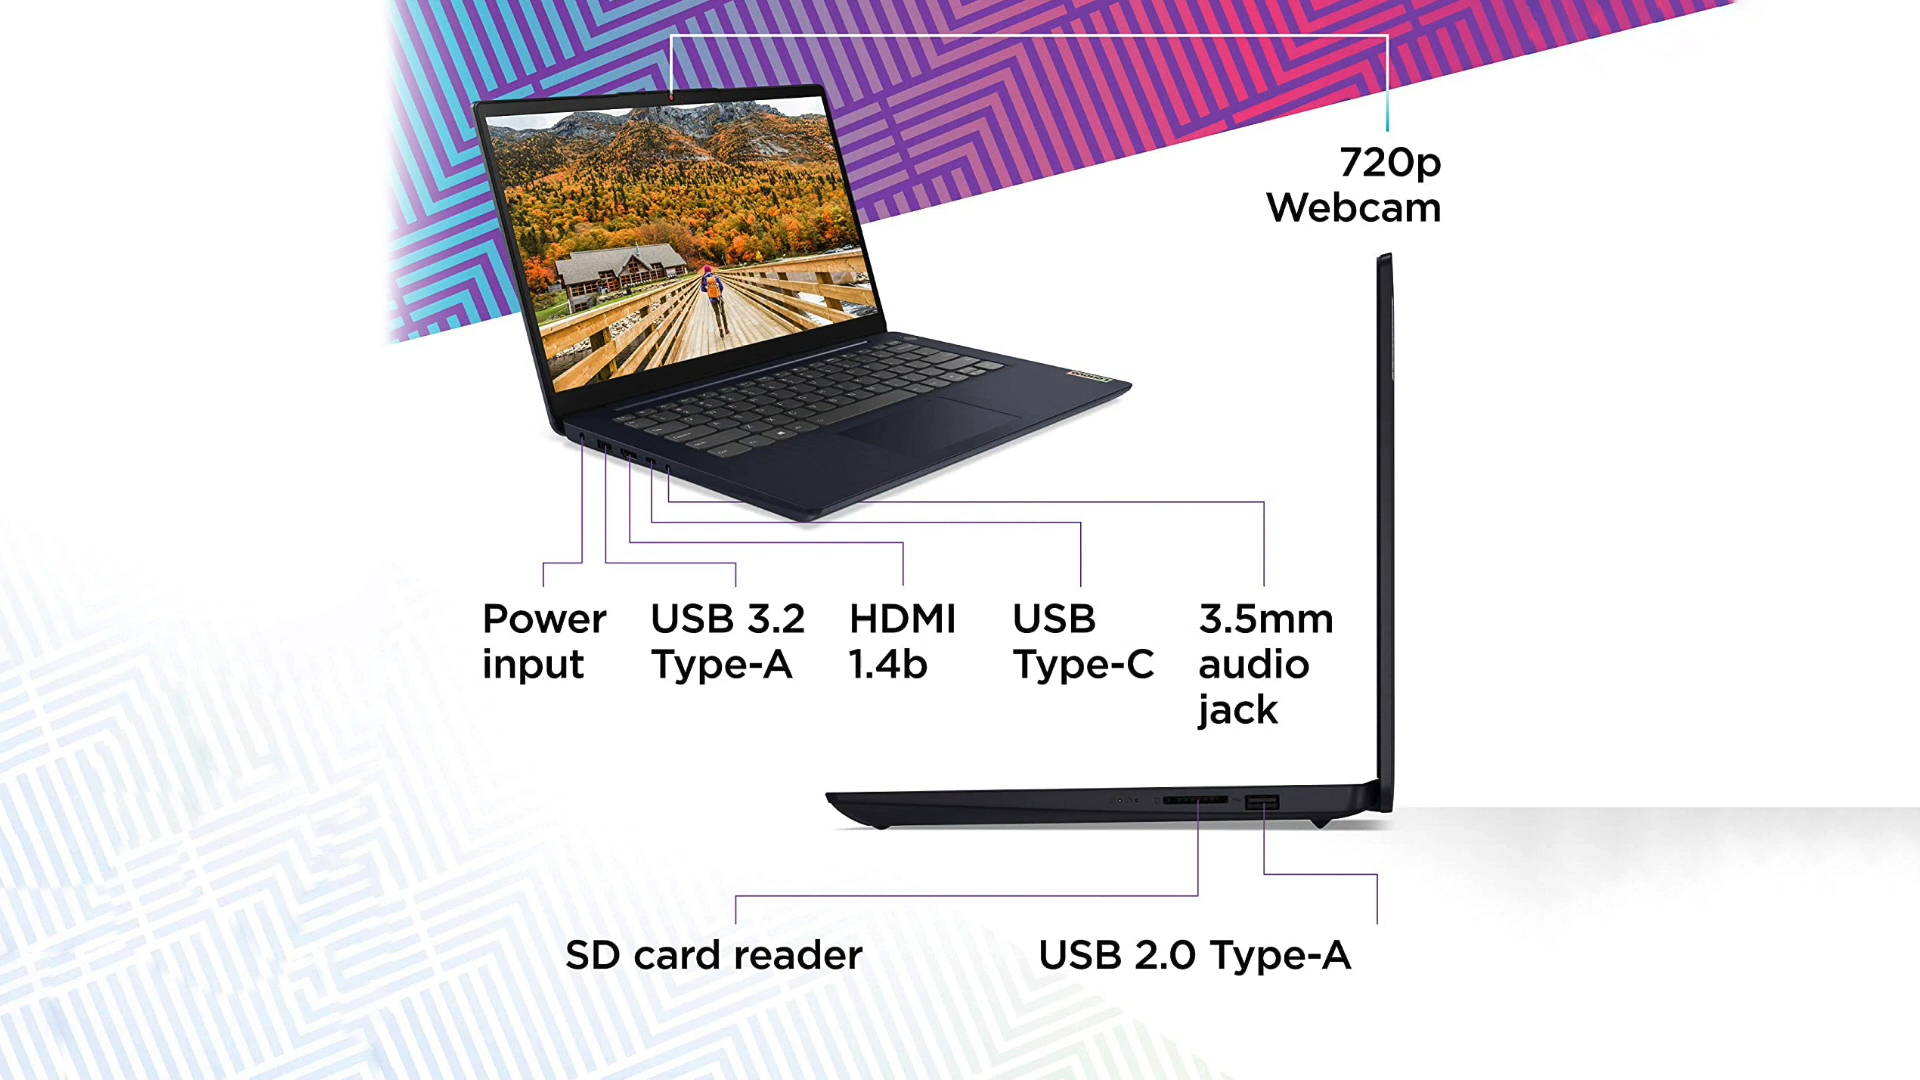 720p
Webcam
Power
input
USB 3.2
Type-A
HDMI
1.4b
USB
Type-C
3.5mm
audio
jack
SD card reader
USB 2.0 Type-A